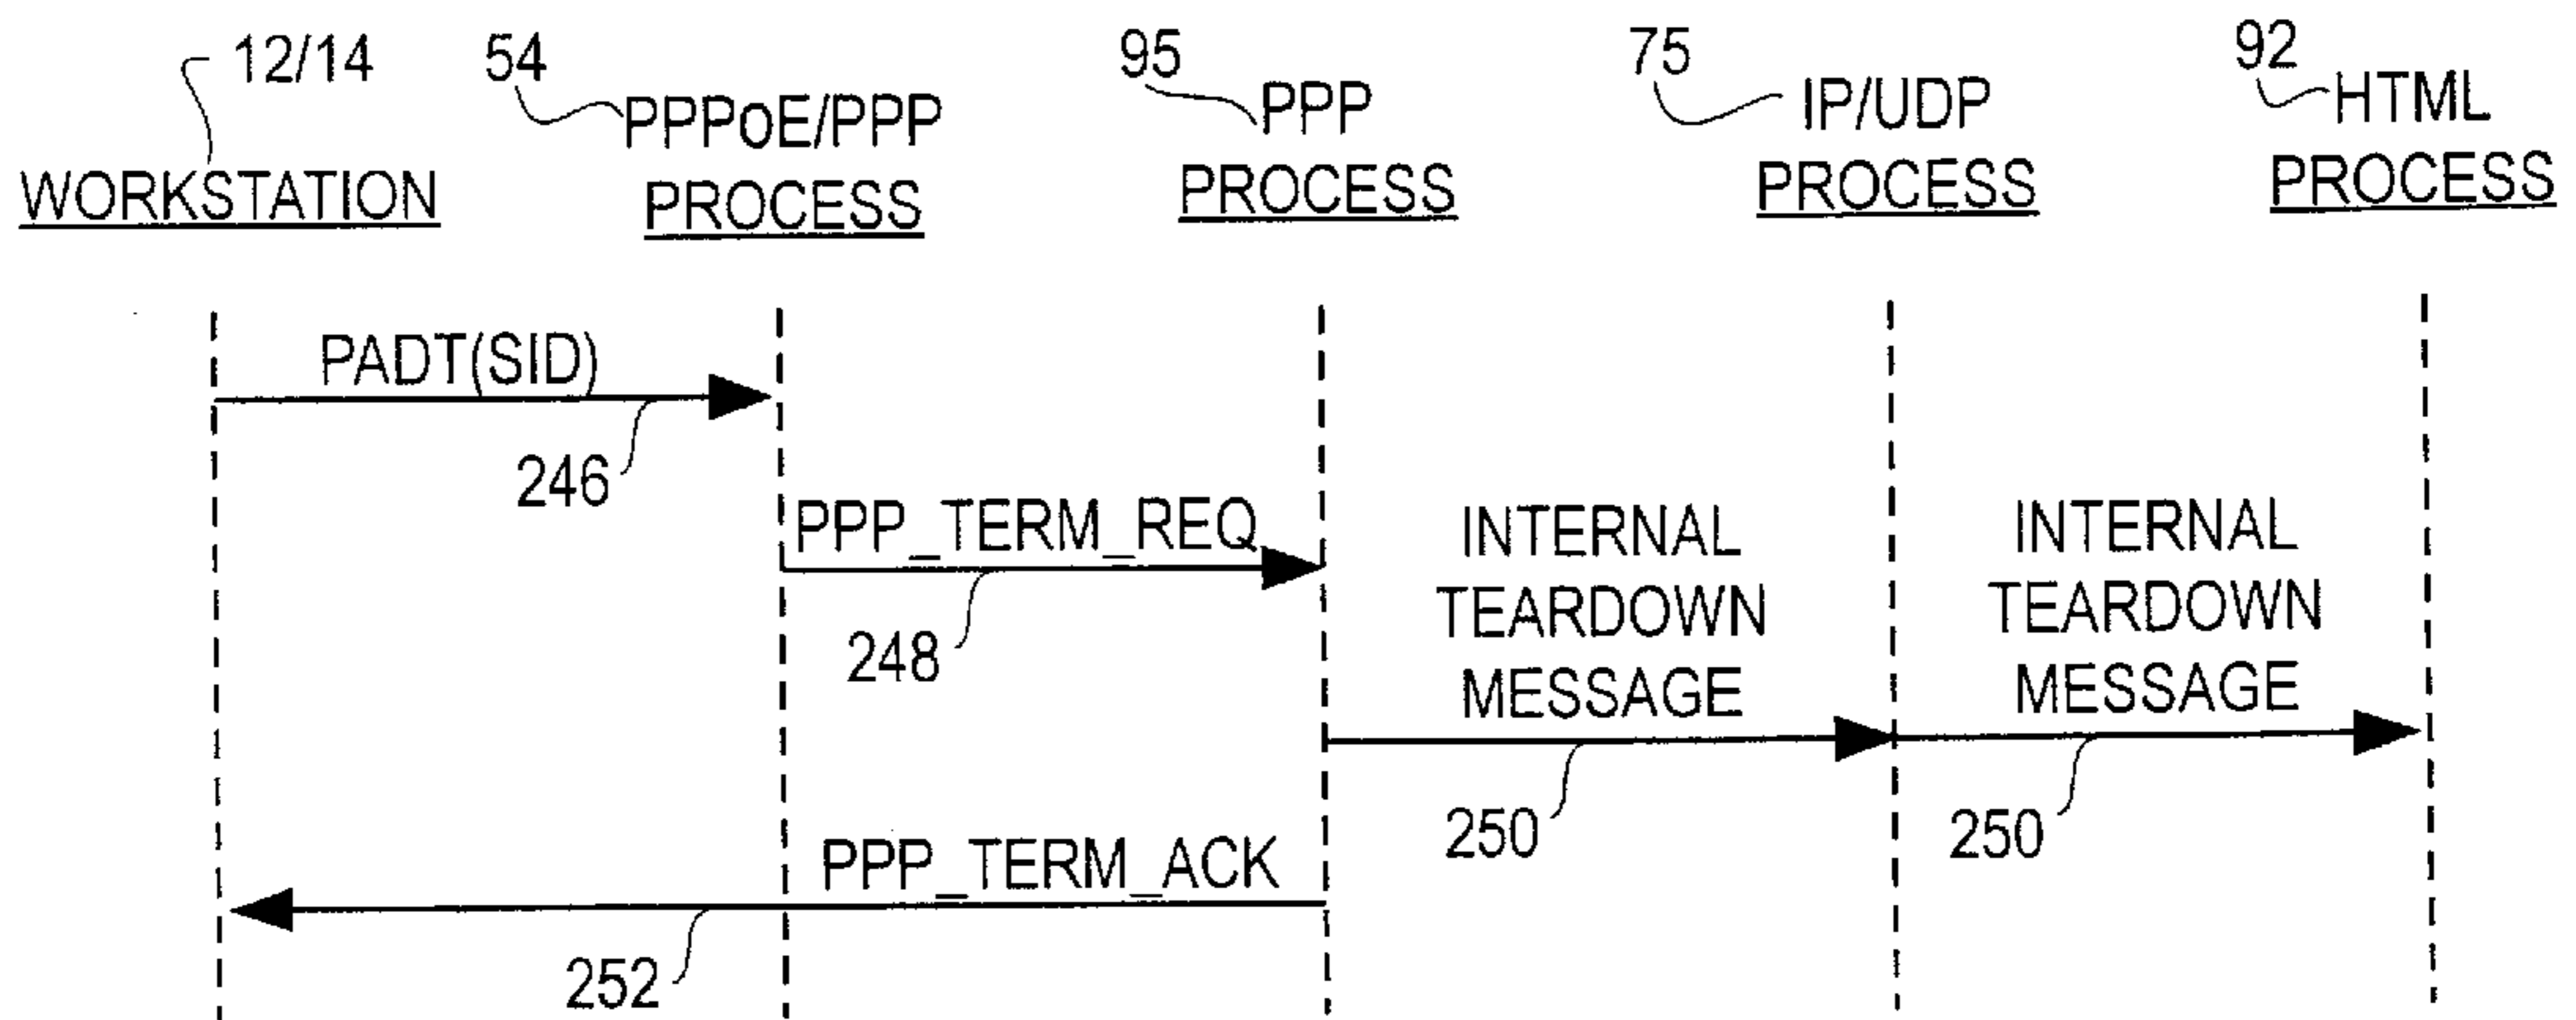 12/14
WORKSTATION
54
PPPoE/PPP
PROCESS
95
PPP
PROCESS
75
IP/UDP
PROCESS
92
HTML
PROCESS
PADT(SID)
246
PPP_TERM_REQ
248
INTERNAL
TEARDOWN
MESSAGE
250
INTERNAL
TEARDOWN
MESSAGE
250
PPP_TERM_ACK
252